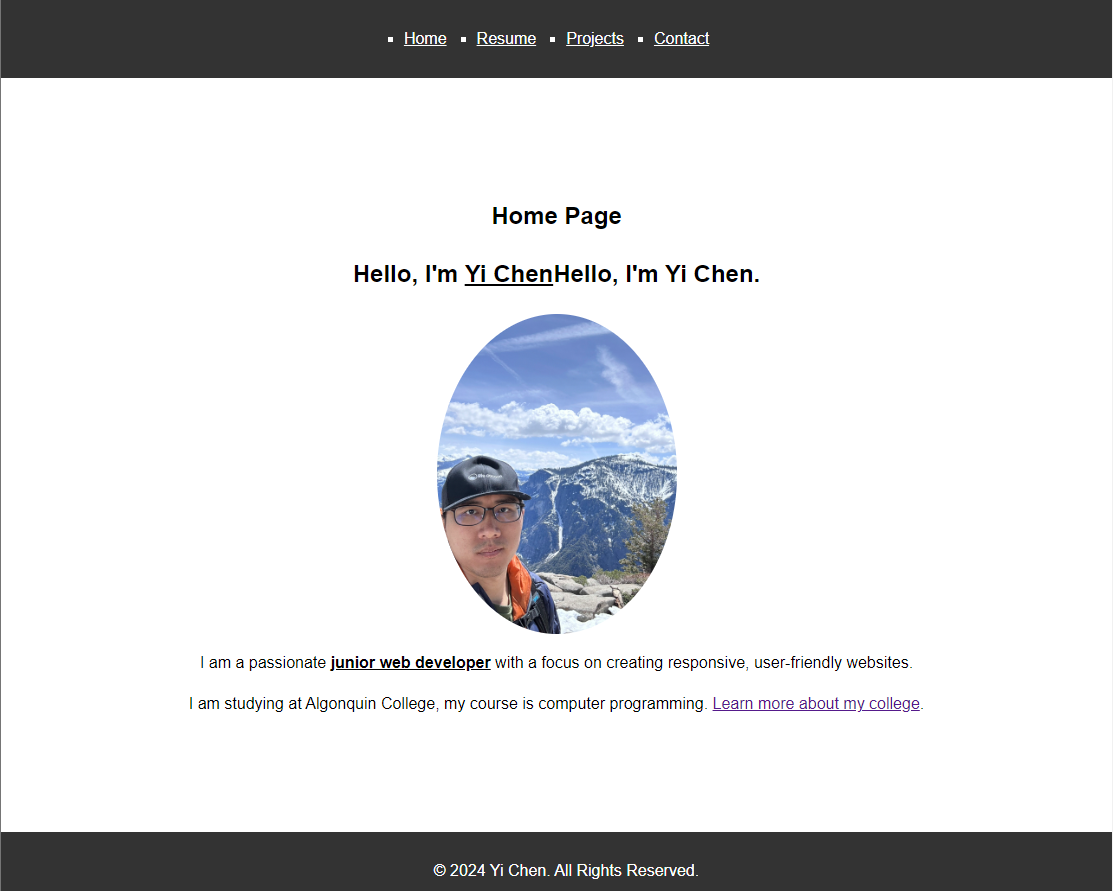 Home Resume Projects Contact
Home Page
Hello, I'm Yi ChenHello, I'm Yi Chen.
I am a passionate junior web developer with a focus on creating responsive, user-friendly websites.
I am studying at Algonquin College, my course is computer programming. Learn more about my college.
© 2024 Yi Chen. All Rights Reserved.